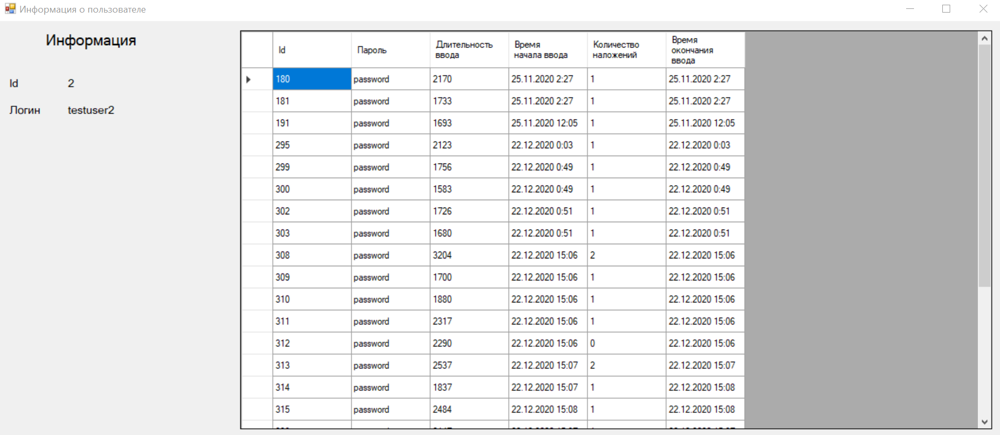 Информация о пользователе
Информация
Id 2
Логин testuser2
Id Пароль Длительность ввода Время начала ввода Количество наложений Время окончания ввода
180 password 2170 25.11.2020 2:27 1 25.11.2020 2:27
181 password 1733 25.11.2020 2:27 1 25.11.2020 2:27
191 password 1693 25.11.2020 12:05 1 25.11.2020 12:05
295 password 2123 22.12.2020 0:03 1 22.12.2020 0:03
299 password 1756 22.12.2020 0:49 1 22.12.2020 0:49
300 password 1583 22.12.2020 0:49 1 22.12.2020 0:49
302 password 1726 22.12.2020 0:51 1 22.12.2020 0:51
303 password 1680 22.12.2020 0:51 1 22.12.2020 0:51
308 password 3204 22.12.2020 15:06 2 22.12.2020 15:06
309 password 1700 22.12.2020 15:06 1 22.12.2020 15:06
310 password 1880 22.12.2020 15:06 1 22.12.2020 15:06
311 password 2317 22.12.2020 15:06 1 22.12.2020 15:06
312 password 2290 22.12.2020 15:06 0 22.12.2020 15:06
313 password 2537 22.12.2020 15:07 2 22.12.2020 15:07
314 password 1837 22.12.2020 15:07 1 22.12.2020 15:08
315 password 2484 22.12.2020 15:08 1 22.12.2020 15:08